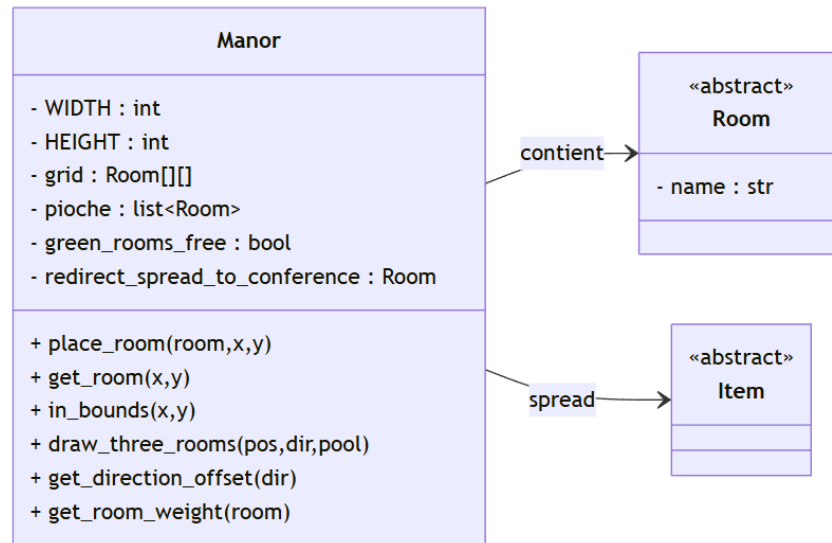 Manor
- WIDTH : int
- HEIGHT : int
- grid : Room[][]
- pioche : list<Room>
- green_rooms_free : bool
- redirect_spread_to_conference : Room
+ place_room(room,x,y)
+ get_room(x,y)
+ in_bounds(x,y)
+ draw_three_rooms(pos,dir,pool)
+ get_direction_offset(dir)
+ get_room_weight(room)
contient
spread
«abstract»
Room
- name : str
«abstract»
Item